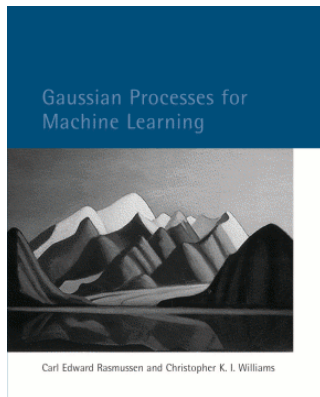 Gaussian Processes for
Machine Learning
Carl Edward Rasmussen and Christopher K. I. Williams